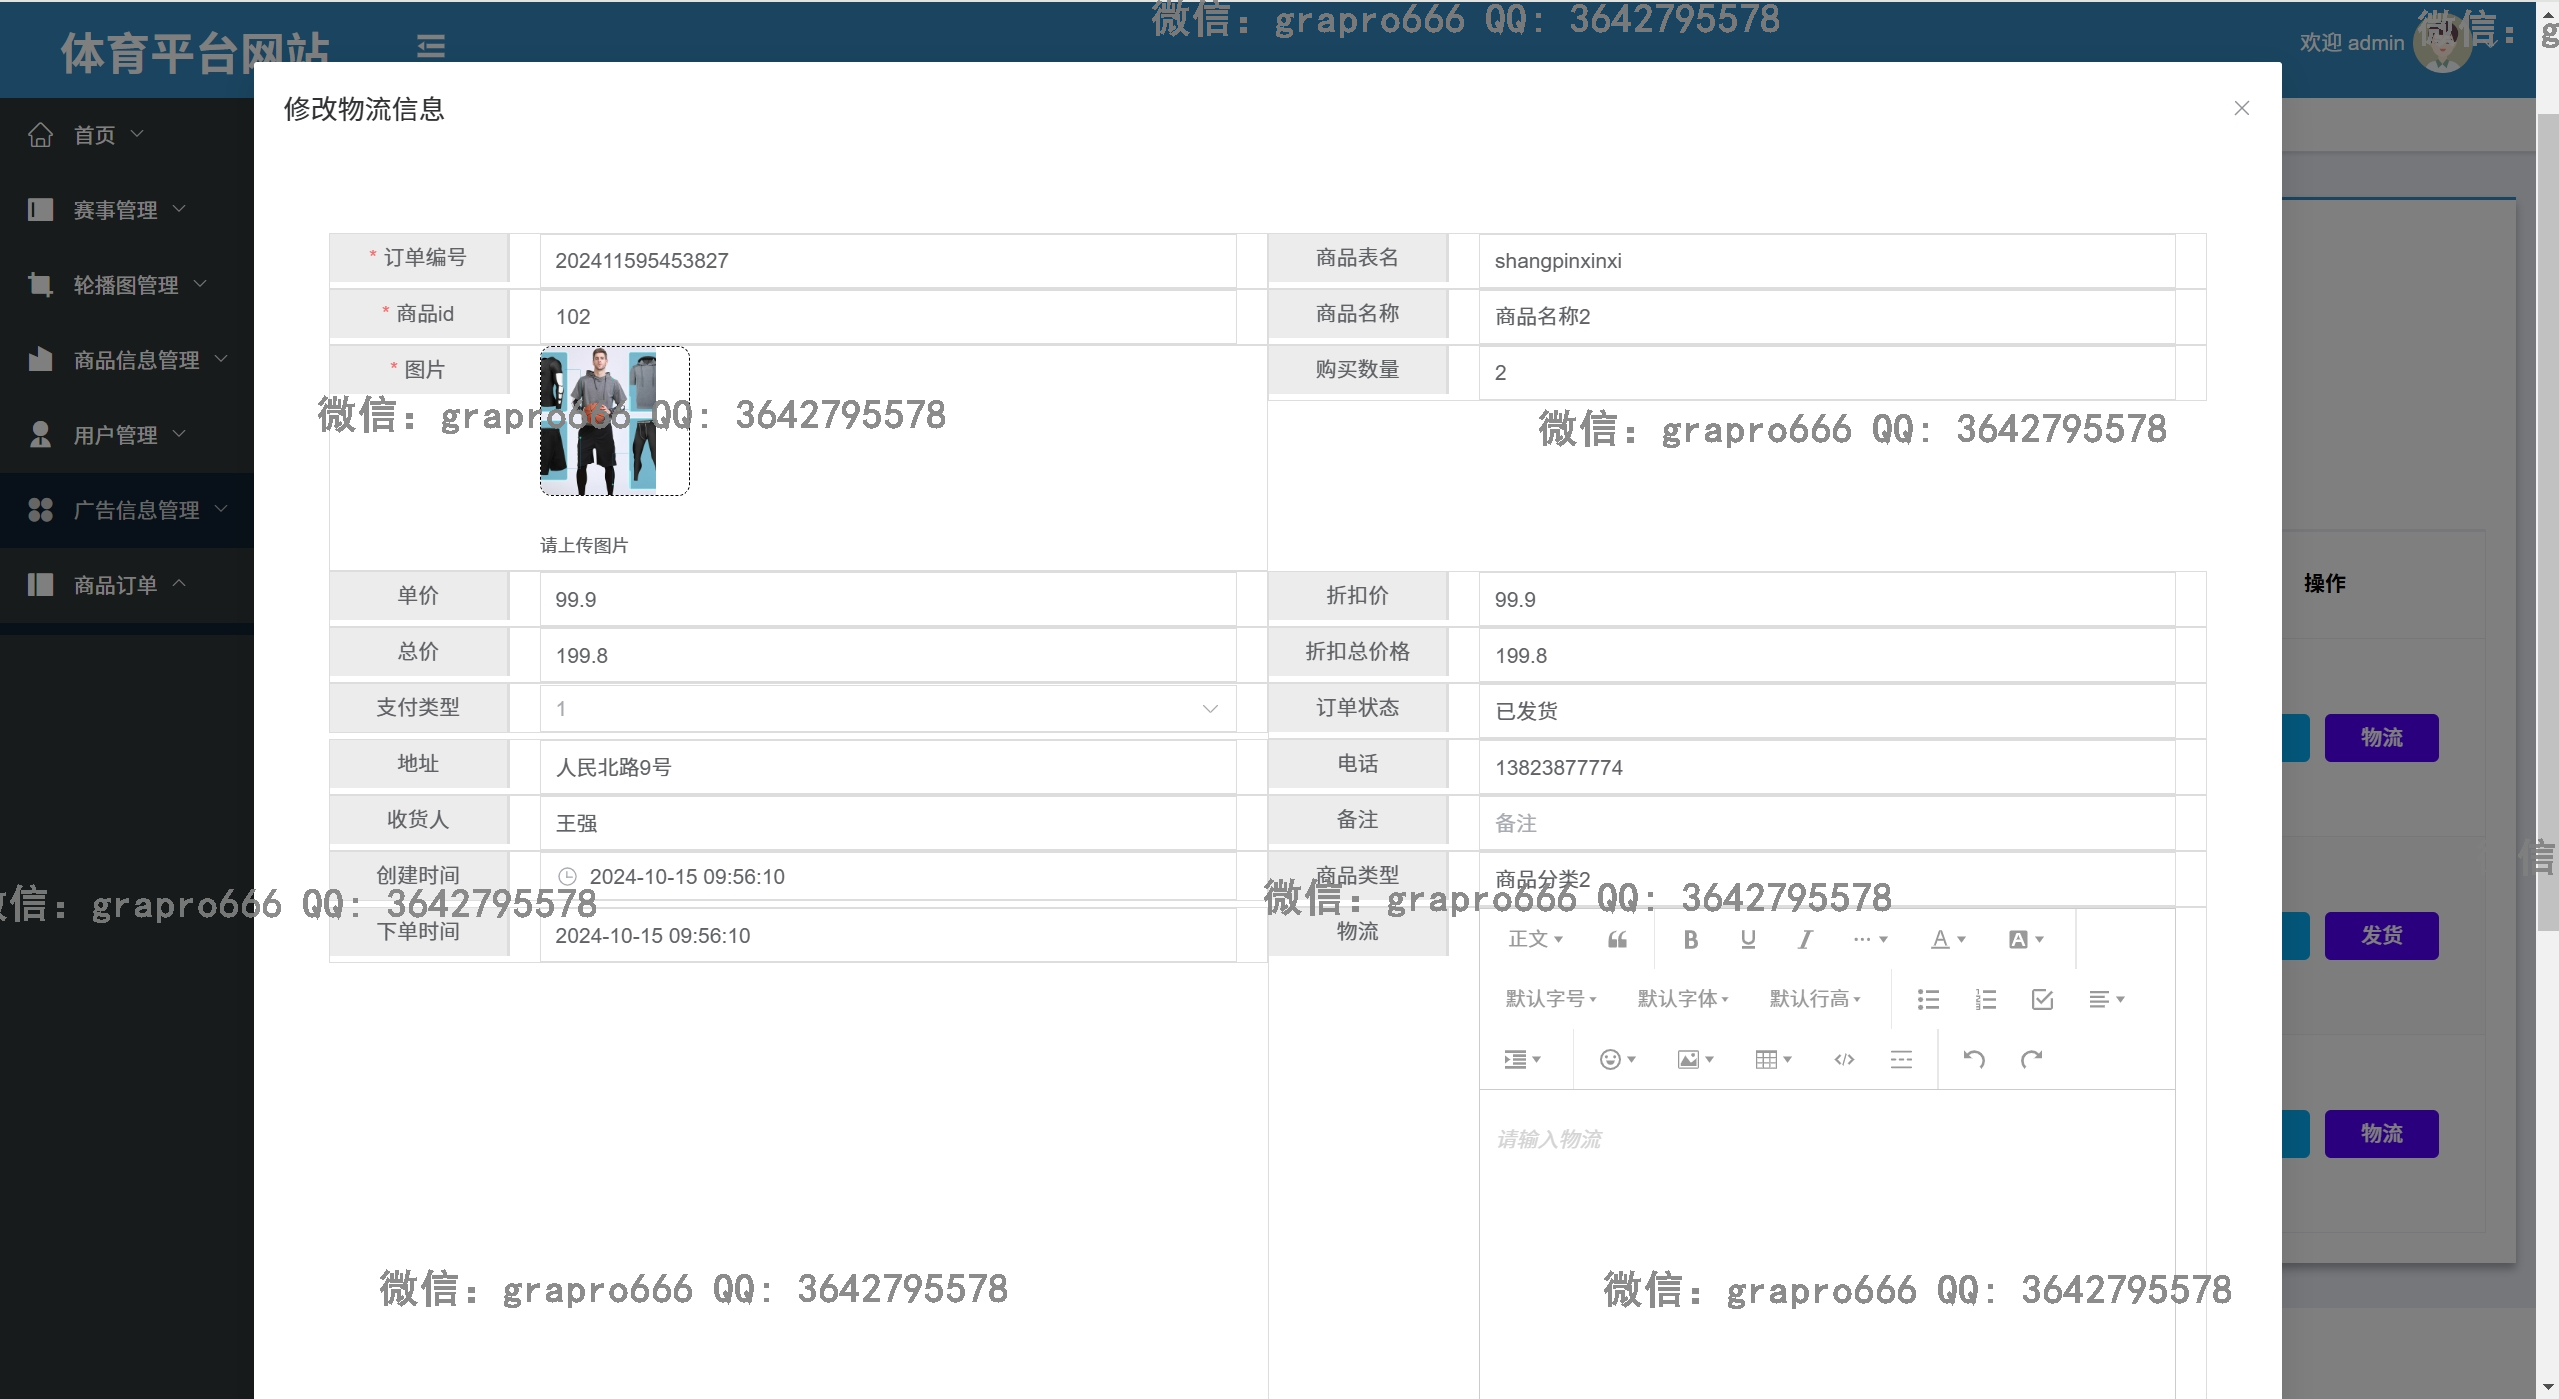 体育平台网站
欢迎 admin
微信: grapro666 QQ: 3642795578
微信: g
修改物流信息
首页
赛事管理
轮播图管理
商品信息管理
用户管理
广告信息管理
商品订单
* 订单编号 202411595453827 商品表名 shangpinxinxi
* 商品id 102 商品名称 商品名称2
* 图片 购买数量 2
微信: grapro666 QQ: 3642795578
微信: grapro666 QQ: 3642795578
请上传图片
单价 99.9 折扣价 99.9
操作
总价 199.8 折扣总价格 199.8
支付类型 1 订单状态 已发货
物流
地址 人民北路9号 电话 13823877774
收货人 王强 备注 备注
创建时间 2024-10-15 09:56:10 商品类型 商品分类2
信
微信: grapro666 QQ: 3642795578
微信: grapro666 QQ: 3642795578
下单时间 2024-10-15 09:56:10 物流
正文 B U I A A
发货
默认字号 默认字体 默认行高
请输入物流
物流
微信: grapro666 QQ: 3642795578
微信: grapro666 QQ: 3642795578